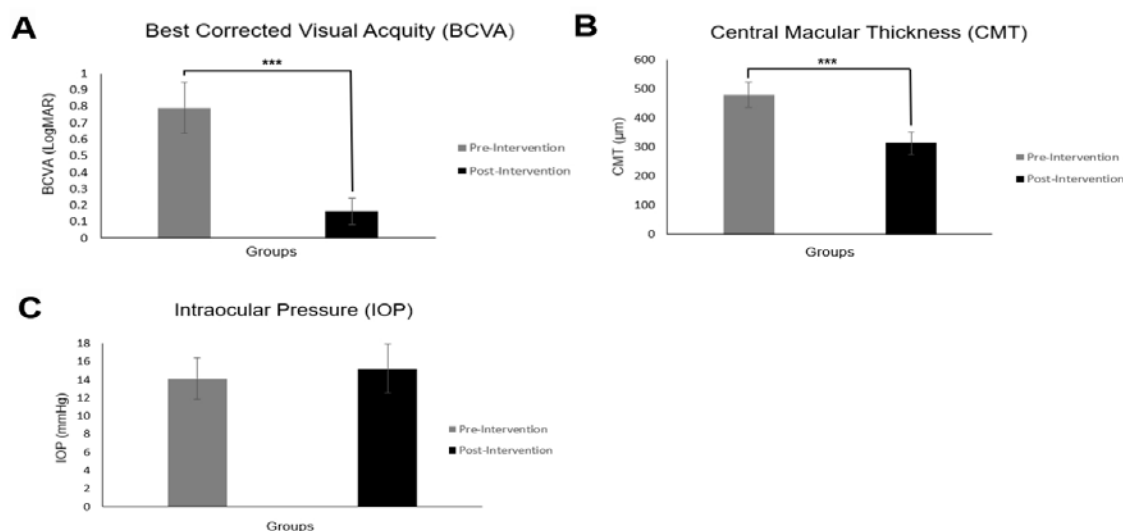 A
Best Corrected Visual Acquity (BCVA)
***
BCVA (LogMAR)
1
0.9
0.8
0.7
0.6
0.5
0.4
0.3
0.2
0.1
0
Groups
Pre-Intervention
Post-Intervention
B
Central Macular Thickness (CMT)
***
CMT (µm)
600
500
400
300
200
100
0
Groups
Pre-Intervention
Post-Intervention
C
Intraocular Pressure (IOP)
IOP (mmHg)
18
16
14
12
10
8
6
4
2
0
Groups
Pre-Intervention
Post-Intervention